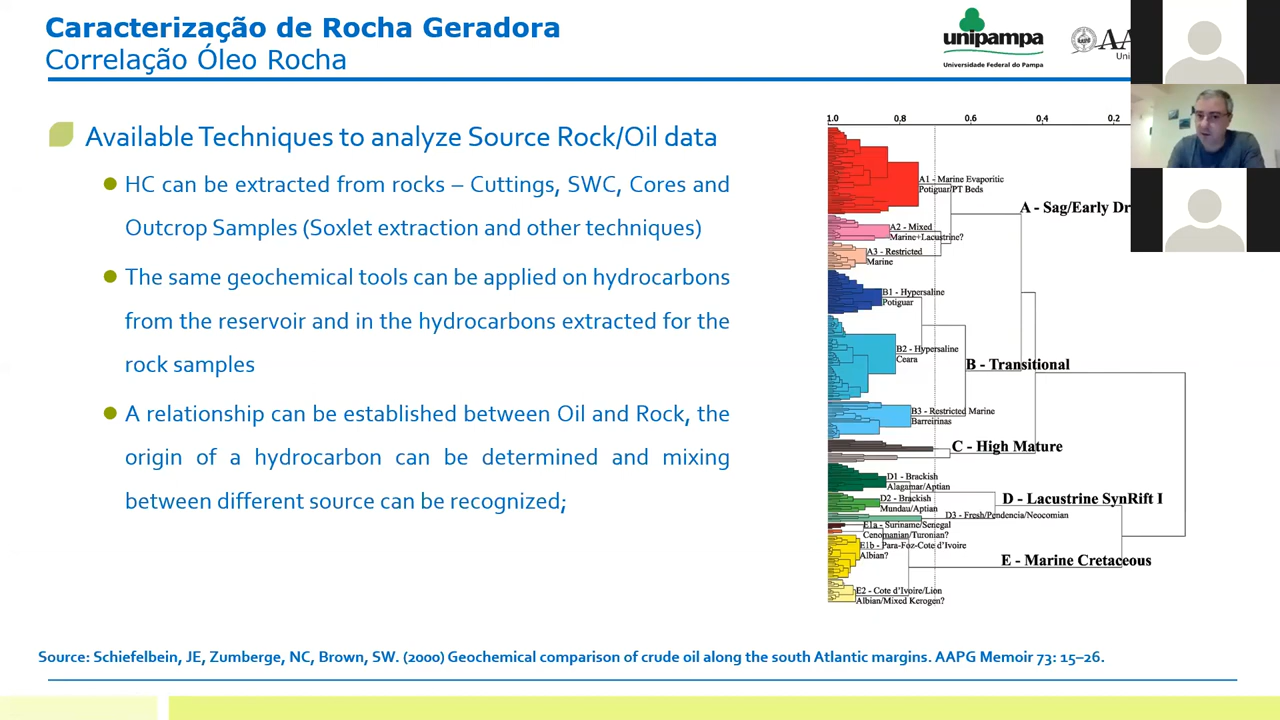 Caracterização de Rocha Geradora
Correlação Óleo Rocha
unipampa
Universidade Federal do Pampa
Available Techniques to analyze Source Rock/Oil data
HC can be extracted from rocks – Cuttings, SWC, Cores and
Outcrop Samples (Soxlet extraction and other techniques)
The same geochemical tools can be applied on hydrocarbons
from the reservoir and in the hydrocarbons extracted for the
rock samples
A relationship can be established between Oil and Rock, the
origin of a hydrocarbon can be determined and mixing
between different source can be recognized;
1.0 0,8 0,6 0,4 0,2
A1 - Marine Evaporitic
Potiguar/PT Beds
A - Sag/Early Dr
A2 - Mixed
Marine+Lacustrine?
A3 - Restricted
Marine
B1 - Hypersaline
Potiguar
B2 - Hypersaline
Ceara
B - Transitional
B3 - Restricted Marine
Barreirinas
C - High Mature
D1 - Brackish
Alagamar/Aptian
D - Lacustrine SynRift I
D2 - Brackish
Mundau/Aptian
D3 - Fresh/Pendencia/Neocomian
E1a - Suriname/Senegal
Cenomanian/Turonian?
E1b - Para-Foz-Cote d'Ivoire
Albian?
E - Marine Cretaceous
E2 - Cote d'Ivoire/Lion
Albian/Mixed Kerogen?
Source: Schiefelbein, JE, Zumberge, NC, Brown, SW. (2000) Geochemical comparison of crude oil along the south Atlantic margins. AAPG Memoir 73: 15–26.